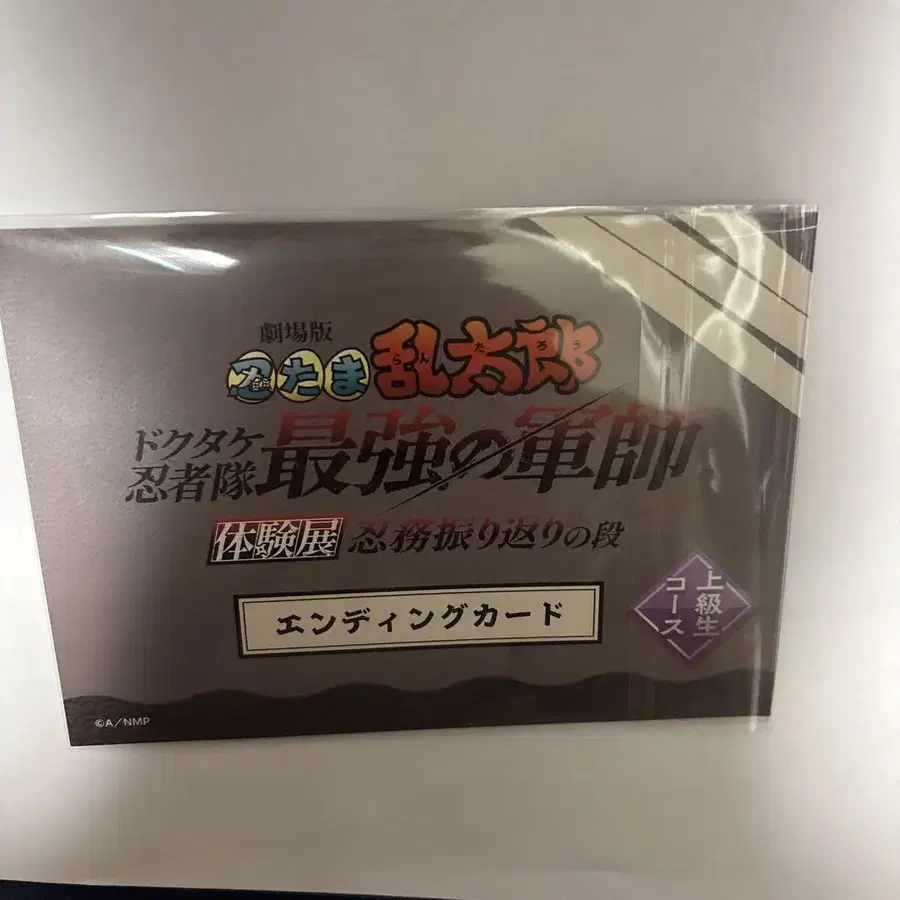 劇場版
忍たま乱太郎
らんたろう
ドクタケ
忍者隊
最強の軍師
体験展 忍務振り返りの段
エンディングカード
上級生
コース
©A/NMP